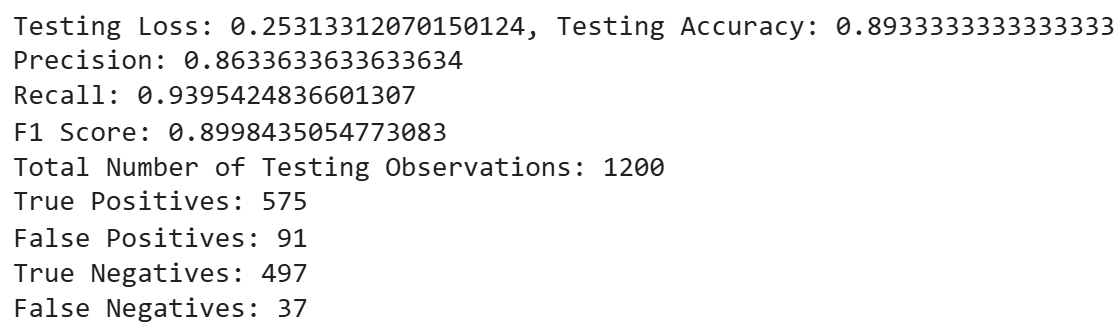 Testing Loss: 0.25313312070150124, Testing Accuracy: 0.8933333333333333
Precision: 0.8633633633633634
Recall: 0.9395424836601307
F1 Score: 0.8998435054773083
Total Number of Testing Observations: 1200
True Positives: 575
False Positives: 91
True Negatives: 497
False Negatives: 37